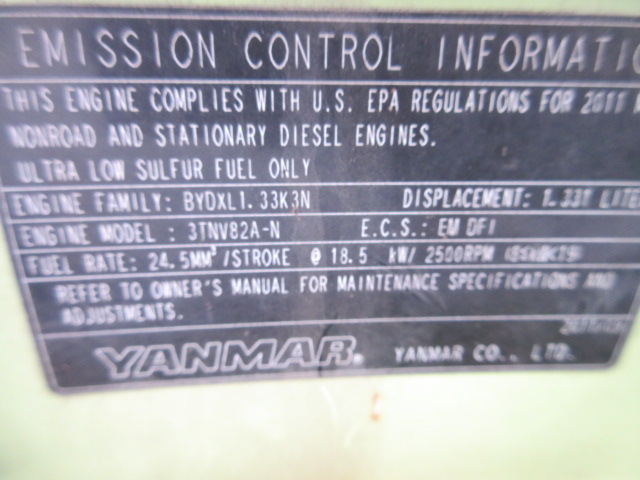 EMISSION CONTROL INFORMATIO
THIS ENGINE COMPLIES WITH U.S. EPA REGULATIONS FOR 2011
NONROAD AND STATIONARY DIESEL ENGINES.
ULTRA LOW SULFUR FUEL ONLY
ENGINE FAMILY: BYDXL1.33K3N DISPLACEMENT: 1.331 LITE
ENGINE MODEL : 3TNV82A-N E.C.S.: EM DFI
FUEL RATE: 24.5MM³/STROKE @ 18.5 kW/ 2500RPM
REFER TO OWNER'S MANUAL FOR MAINTENANCE SPECIFICATIONS AND
ADJUSTMENTS.
YANMAR YANMAR CO., LTD.